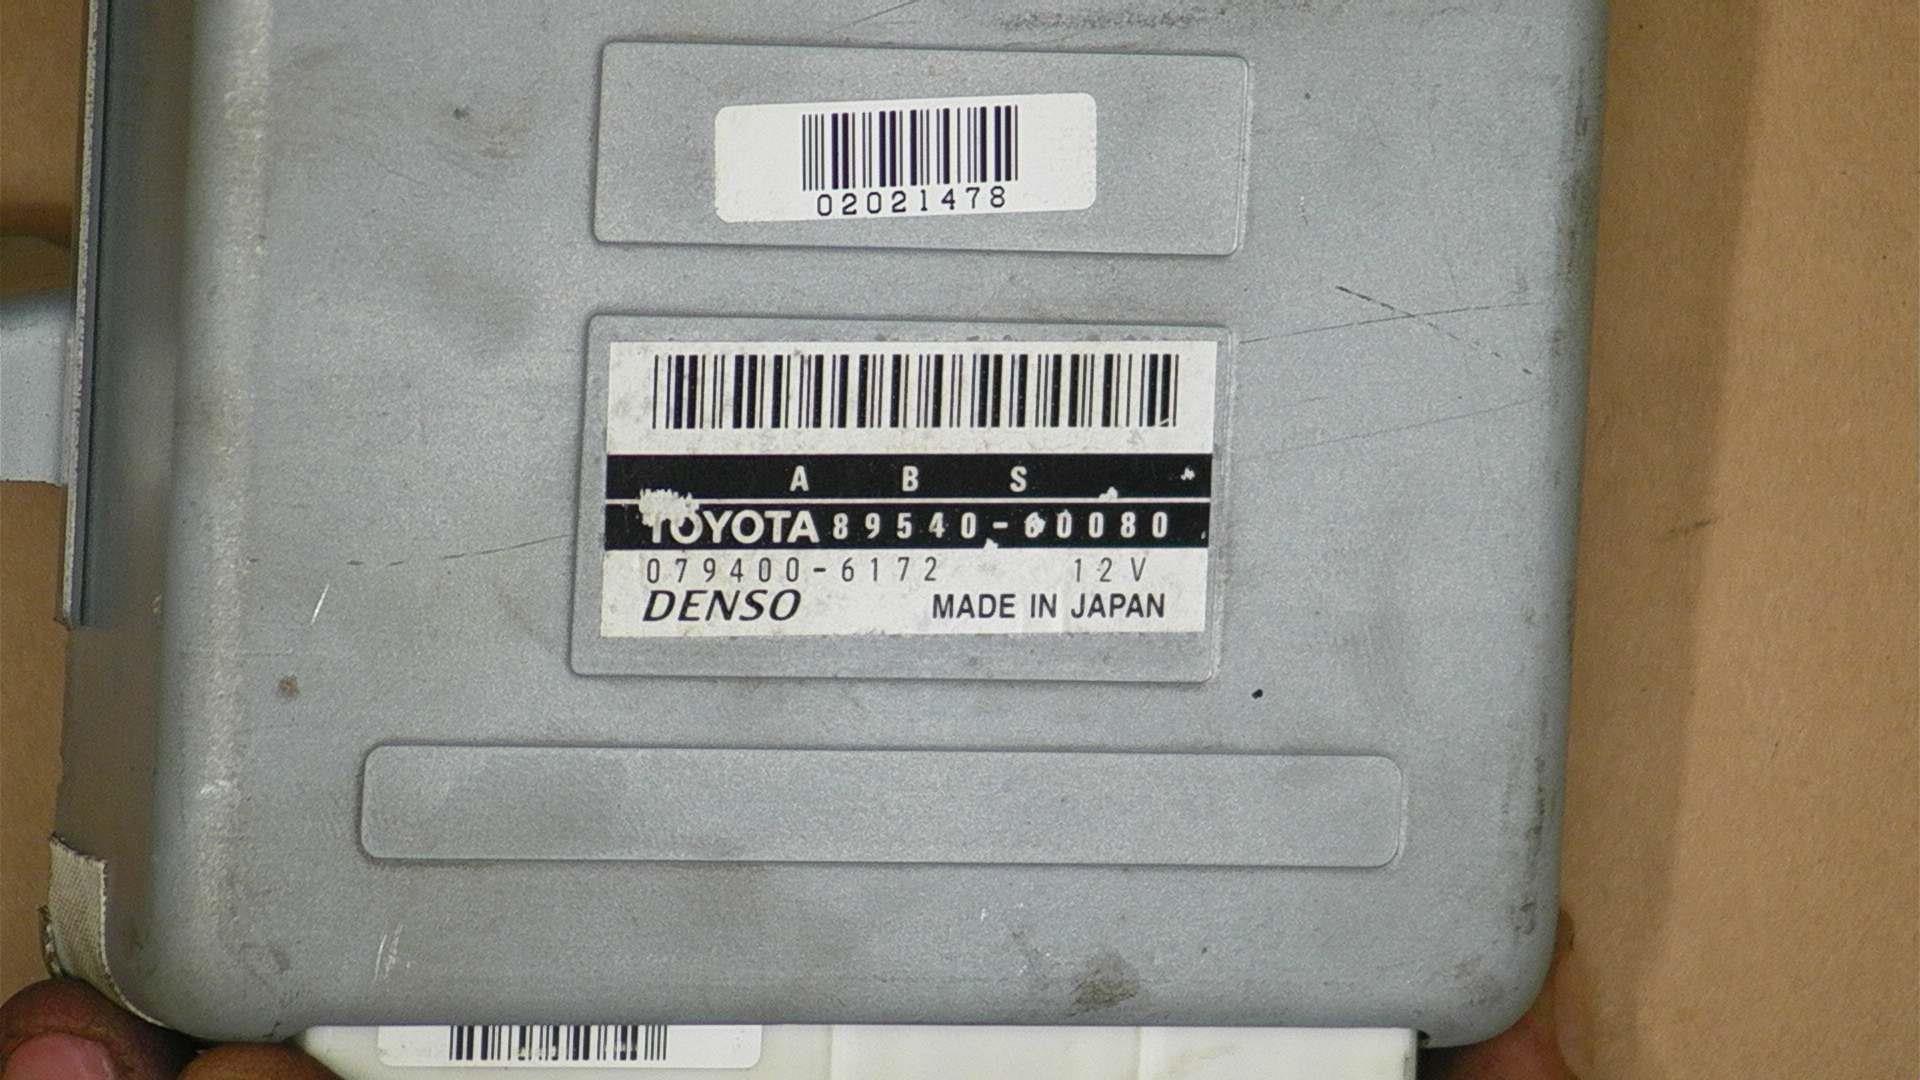 02021478
A B S
TOYOTA 89540-60080
079400-6172 12V
DENSO MADE IN JAPAN